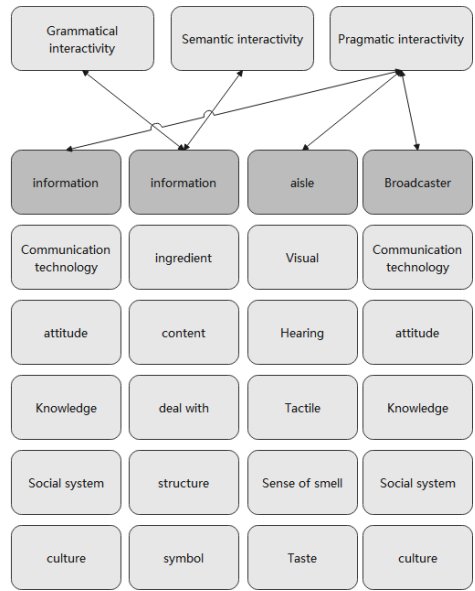 Grammatical
interactivity
Semantic interactivity
Pragmatic interactivity
information
information
aisle
Broadcaster
Communication
technology
ingredient
Visual
Communication
technology
attitude
content
Hearing
attitude
Knowledge
deal with
Tactile
Knowledge
Social system
structure
Sense of smell
Social system
culture
symbol
Taste
culture